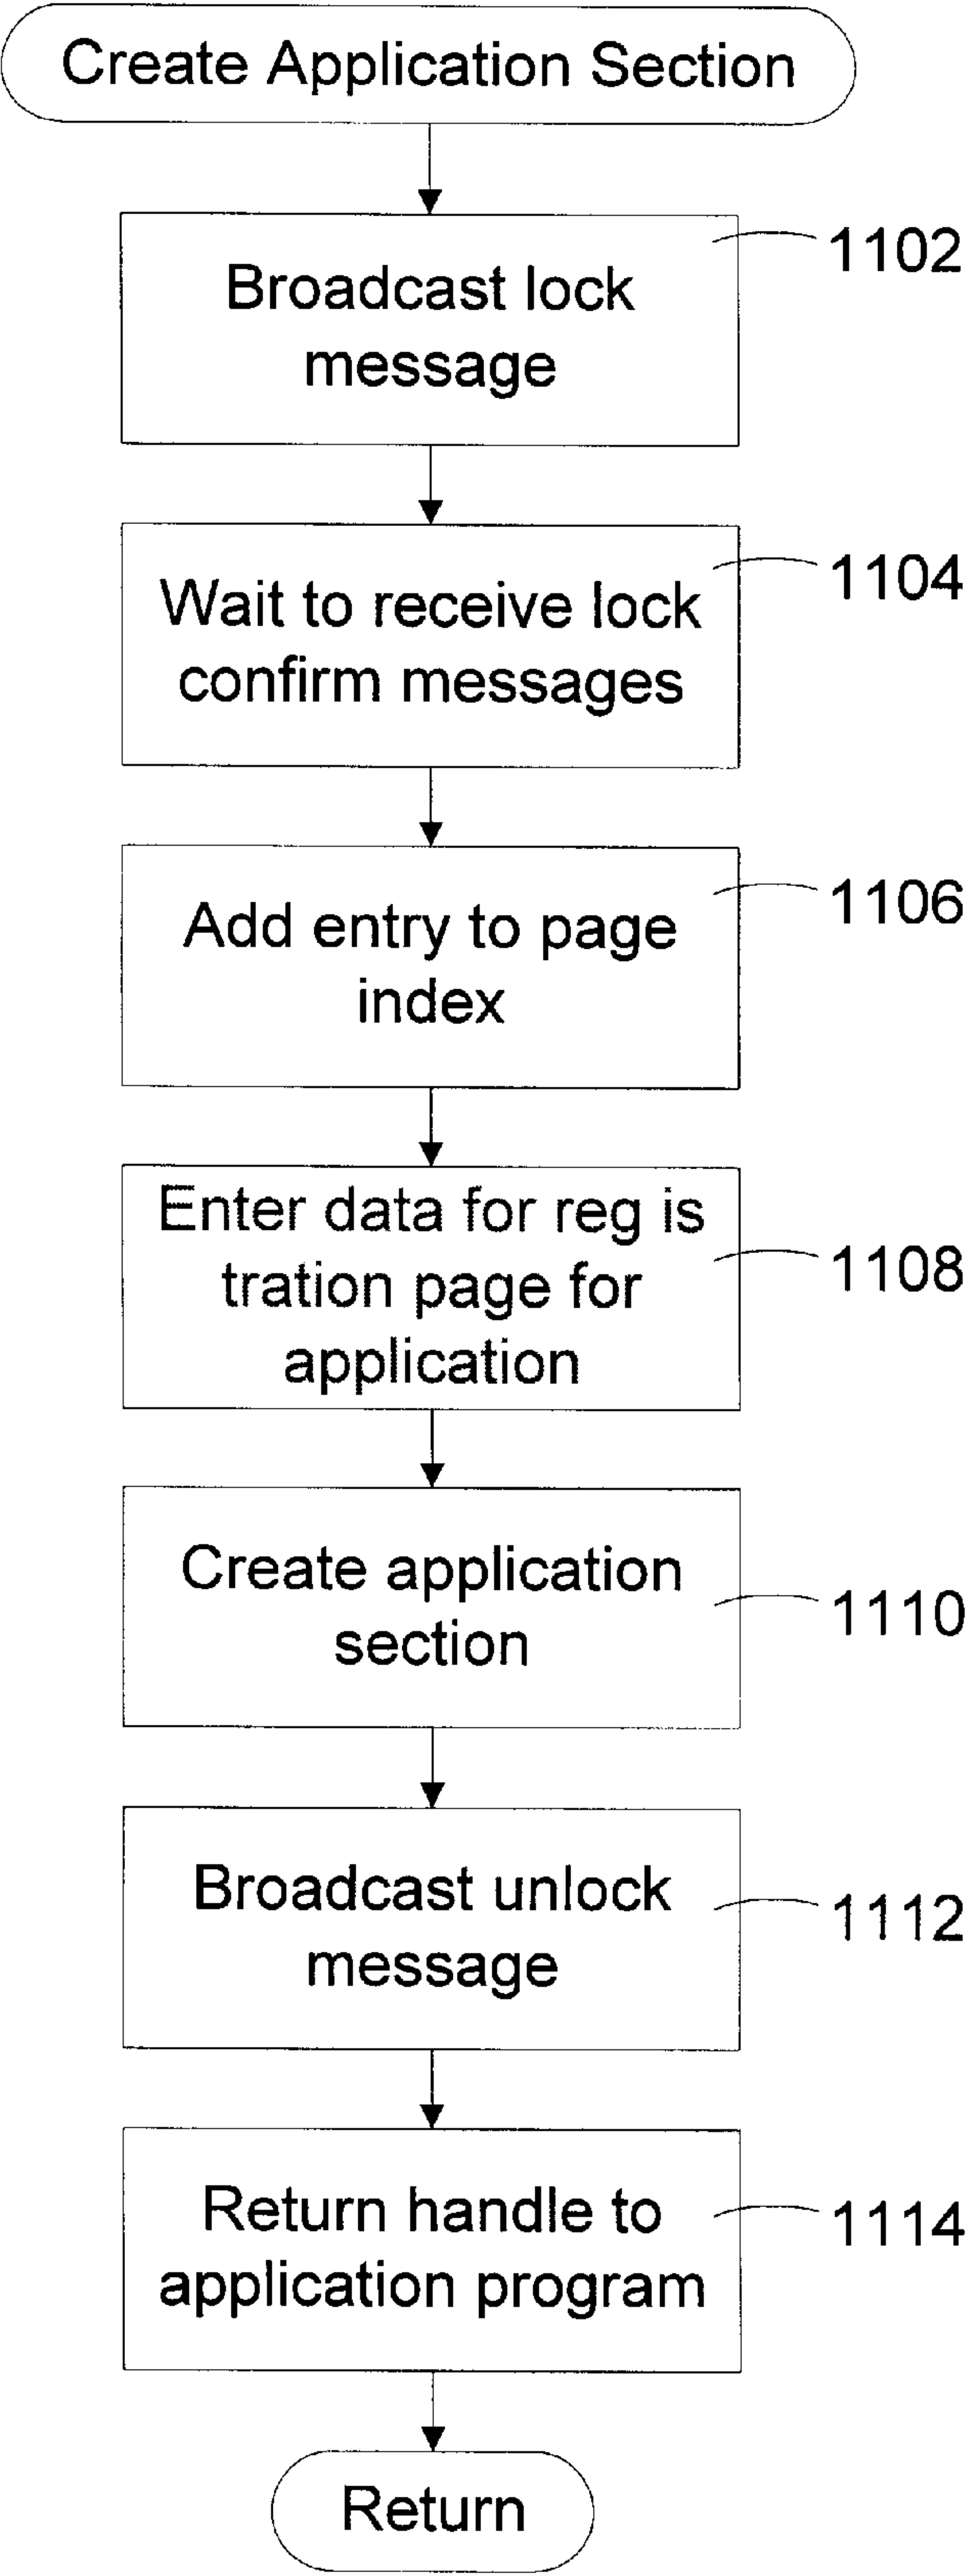 Create Application Section
Broadcast lock
message
1102
Wait to receive lock
confirm messages
1104
Add entry to page
index
1106
Enter data for reg is
tration page for
application
1108
Create application
section
1110
Broadcast unlock
message
1112
Return handle to
application program
1114
Return